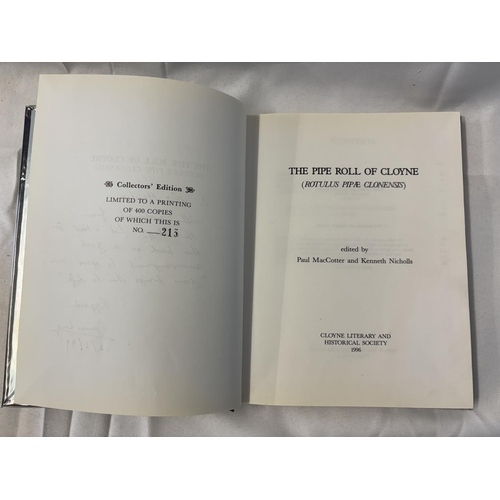 Collectors' Edition
LIMITED TO A PRINTING
OF 400 COPIES
OF WHICH THIS IS
NO. 213
THE PIPE ROLL OF CLOYNE
(ROTULUS PIPÆ CLONENSIS)
edited by
Paul MacCotter and Kenneth Nicholls
CLOYNE LITERARY AND
HISTORICAL SOCIETY
1996